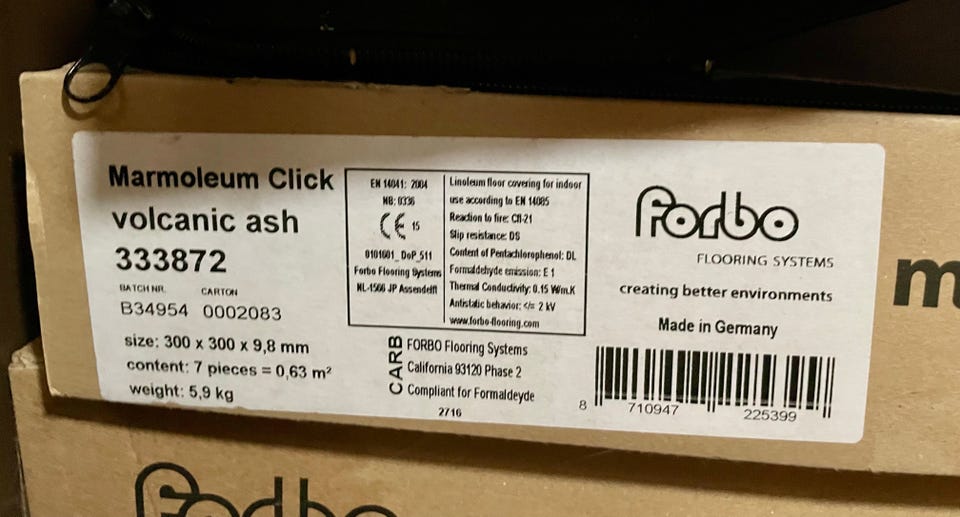 Marmoleum Click
volcanic ash
333872
BATCH NR. CARTON
B34954 0002083
size: 300 x 300 x 9,8 mm
content: 7 pieces = 0,63 m²
weight: 5,9 kg
EN 14041: 2004
NB: 0336
CE 15
0101601_DoP_511
Forbo Flooring Systems
NL-1566 JP Assendelft
Linoleum floor covering for indoor
use according to EN 14085
Reaction to fire: Cfl-S1
Slip resistance: DS
Content of Pentachlorophenol: DL
Formaldehyde emission: E 1
Thermal Conductivity: 0.15 W/m.K
Antistatic behavior: </= 2 kV
www.forbo-flooring.com
CARB
FORBO Flooring Systems
California 93120 Phase 2
Compliant for Formaldeyde
2716
Forbo
FLOORING SYSTEMS
creating better environments
Made in Germany
8 710947 225399
m
Forbo